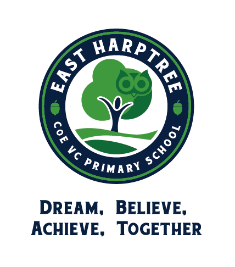 EAST HARPTREE
COE VC PRIMARY SCHOOL
DREAM, BELIEVE,
ACHIEVE, TOGETHER